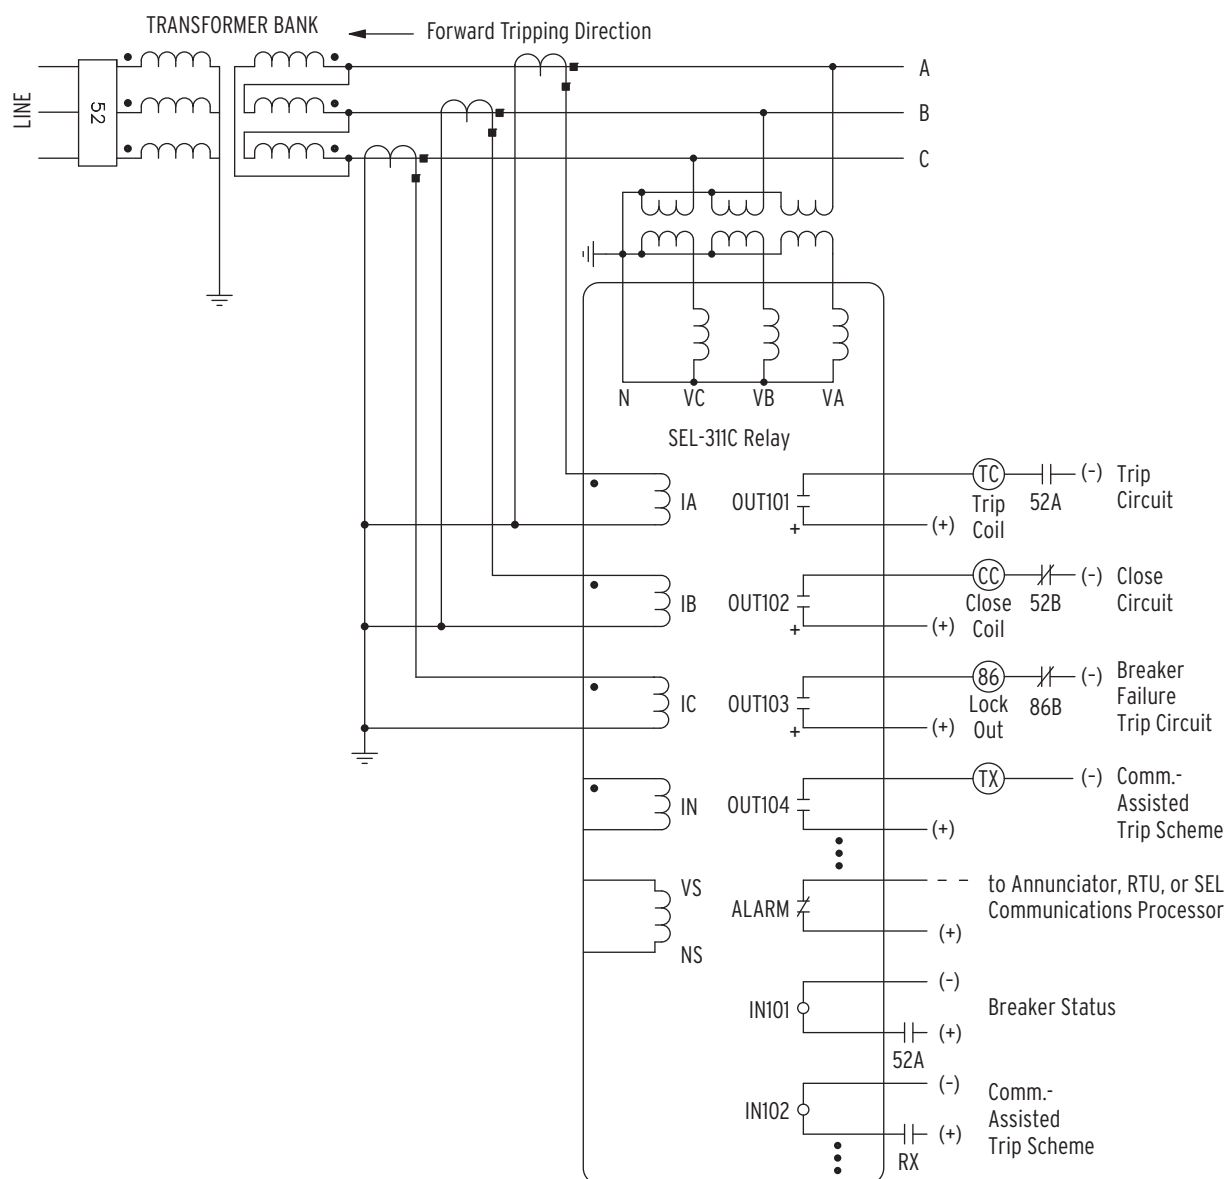 TRANSFORMER BANK
Forward Tripping Direction
LINE
52
A
B
C
N
VC
VB
VA
SEL-311C Relay
IA
OUT101
+
TC
Trip
Coil
52A
(+)
(-)
Trip
Circuit
IB
OUT102
+
CC
Close
Coil
52B
(+)
(-)
Close
Circuit
IC
OUT103
+
86
Lock
Out
86B
(+)
(-)
Breaker
Failure
Trip Circuit
IN
OUT104
TX
(+)
(-)
Comm.-
Assisted
Trip Scheme
VS
NS
ALARM
(+)
to Annunciator, RTU, or SEL
Communications Processor
IN101
(-)
(+)
52A
Breaker Status
IN102
(-)
(+)
RX
Comm.-
Assisted
Trip Scheme